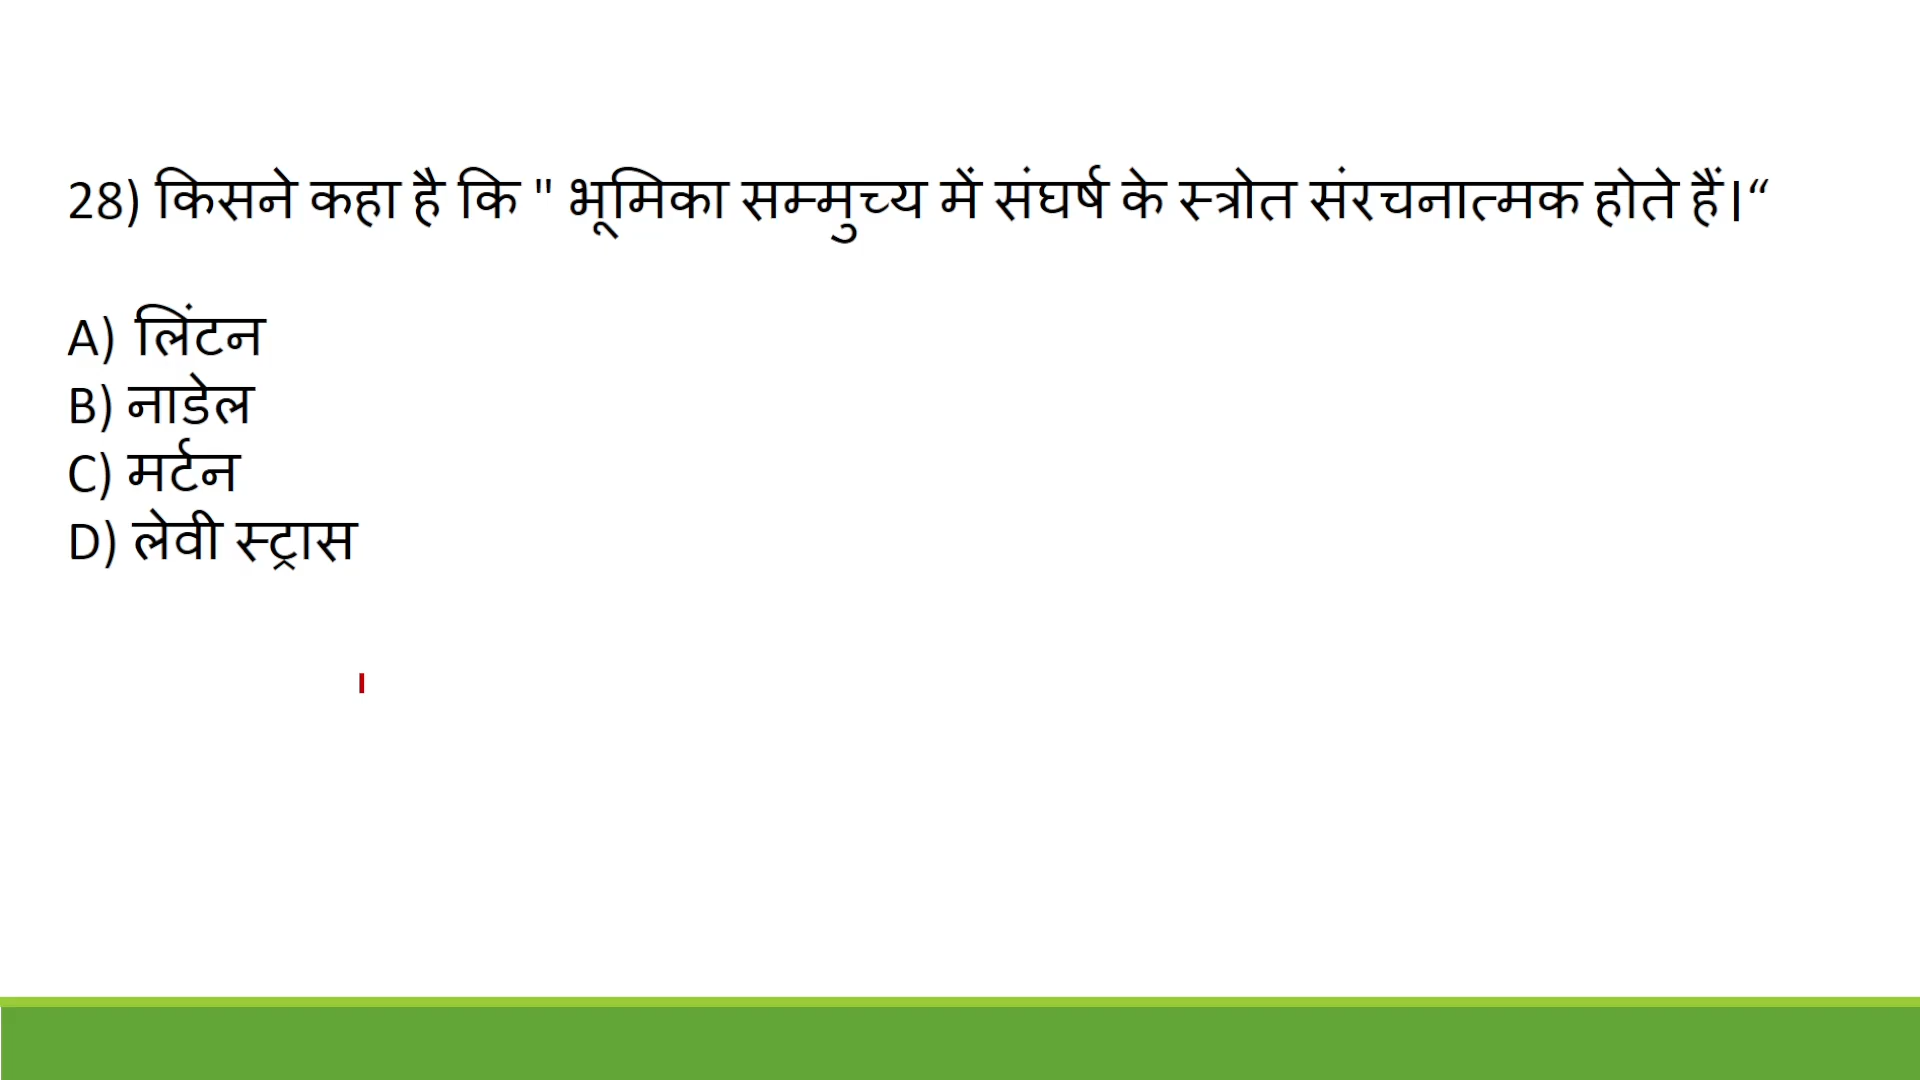 28) किसने कहा है कि " भूमिका सम्मुच्य में संघर्ष के स्त्रोत संरचनात्मक होते हैं।“
A) लिंटन
B) नाडेल
C) मर्टन
D) लेवी स्ट्रास